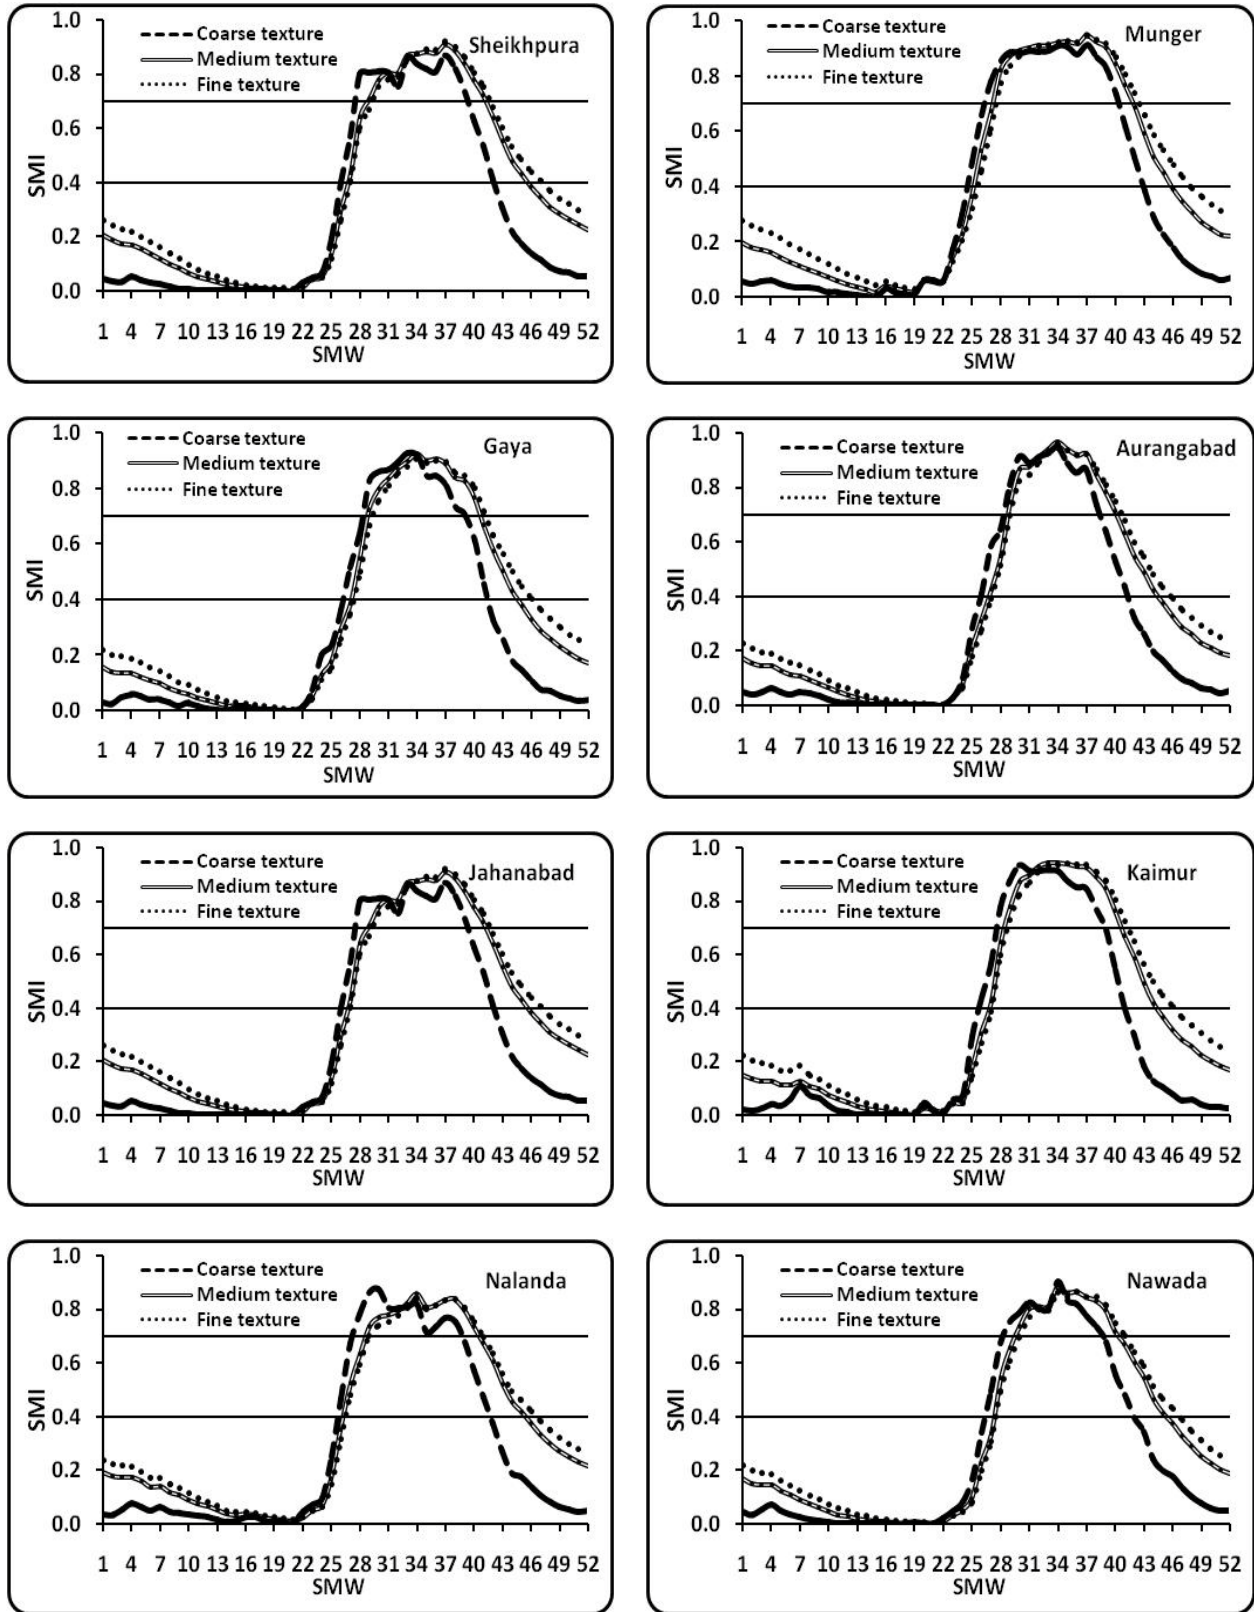 1.0
0.8
0.6
0.4
0.2
0.0
SMI
Coarse texture
Medium texture
Fine texture
Sheikhpura
1 4 7 10 13 16 19 22 25 28 31 34 37 40 43 46 49 52
SMW
1.0
0.8
0.6
0.4
0.2
0.0
SMI
Coarse texture
Medium texture
Fine texture
Munger
1 4 7 10 13 16 19 22 25 28 31 34 37 40 43 46 49 52
SMW
1.0
0.8
0.6
0.4
0.2
0.0
SMI
Coarse texture
Medium texture
Fine texture
Gaya
1 4 7 10 13 16 19 22 25 28 31 34 37 40 43 46 49 52
SMW
1.0
0.8
0.6
0.4
0.2
0.0
SMI
Coarse texture
Medium texture
Fine texture
Aurangabad
1 4 7 10 13 16 19 22 25 28 31 34 37 40 43 46 49 52
SMW
1.0
0.8
0.6
0.4
0.2
0.0
SMI
Coarse texture
Medium texture
Fine texture
Jahanabad
1 4 7 10 13 16 19 22 25 28 31 34 37 40 43 46 49 52
SMW
1.0
0.8
0.6
0.4
0.2
0.0
SMI
Coarse texture
Medium texture
Fine texture
Kaimur
1 4 7 10 13 16 19 22 25 28 31 34 37 40 43 46 49 52
SMW
1.0
0.8
0.6
0.4
0.2
0.0
SMI
Coarse texture
Medium texture
Fine texture
Nalanda
1 4 7 10 13 16 19 22 25 28 31 34 37 40 43 46 49 52
SMW
1.0
0.8
0.6
0.4
0.2
0.0
SMI
Coarse texture
Medium texture
Fine texture
Nawada
1 4 7 10 13 16 19 22 25 28 31 34 37 40 43 46 49 52
SMW